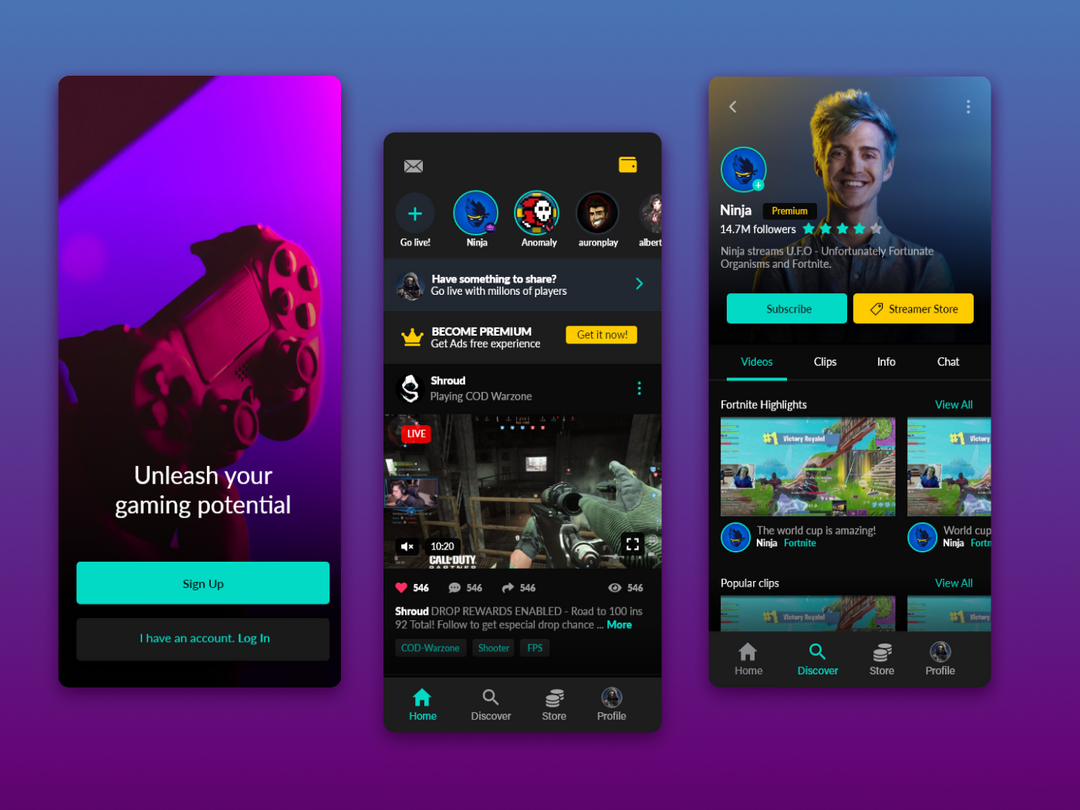 Unleash your
gaming potential
Sign Up
I have an account. Log In
Go live!
Ninja
Anomaly
auronplay
albert
Have something to share?
Go live with millons of players
BECOME PREMIUM
Get Ads free experience
Get it now!
Shroud
Playing COD Warzone
LIVE
10:20
CALL OF DUTY
PARTNER
546
546
546
546
Shroud DROP REWARDS ENABLED - Road to 100 ins
92 Total! Follow to get especial drop chance ... More
COD-Warzone
Shooter
FPS
Home
Discover
Store
Profile
Ninja
Premium
14.7M followers
Ninja streams U.F.O - Unfortunately Fortunate
Organisms and Fortnite.
Subscribe
Streamer Store
Videos
Clips
Info
Chat
Fortnite Highlights
View All
#1 Victory Royale!
#1 Victory
The world cup is amazing!
Ninja Fortnite
World cup
Ninja Fortn
Popular clips
View All
Home
Discover
Store
Profile